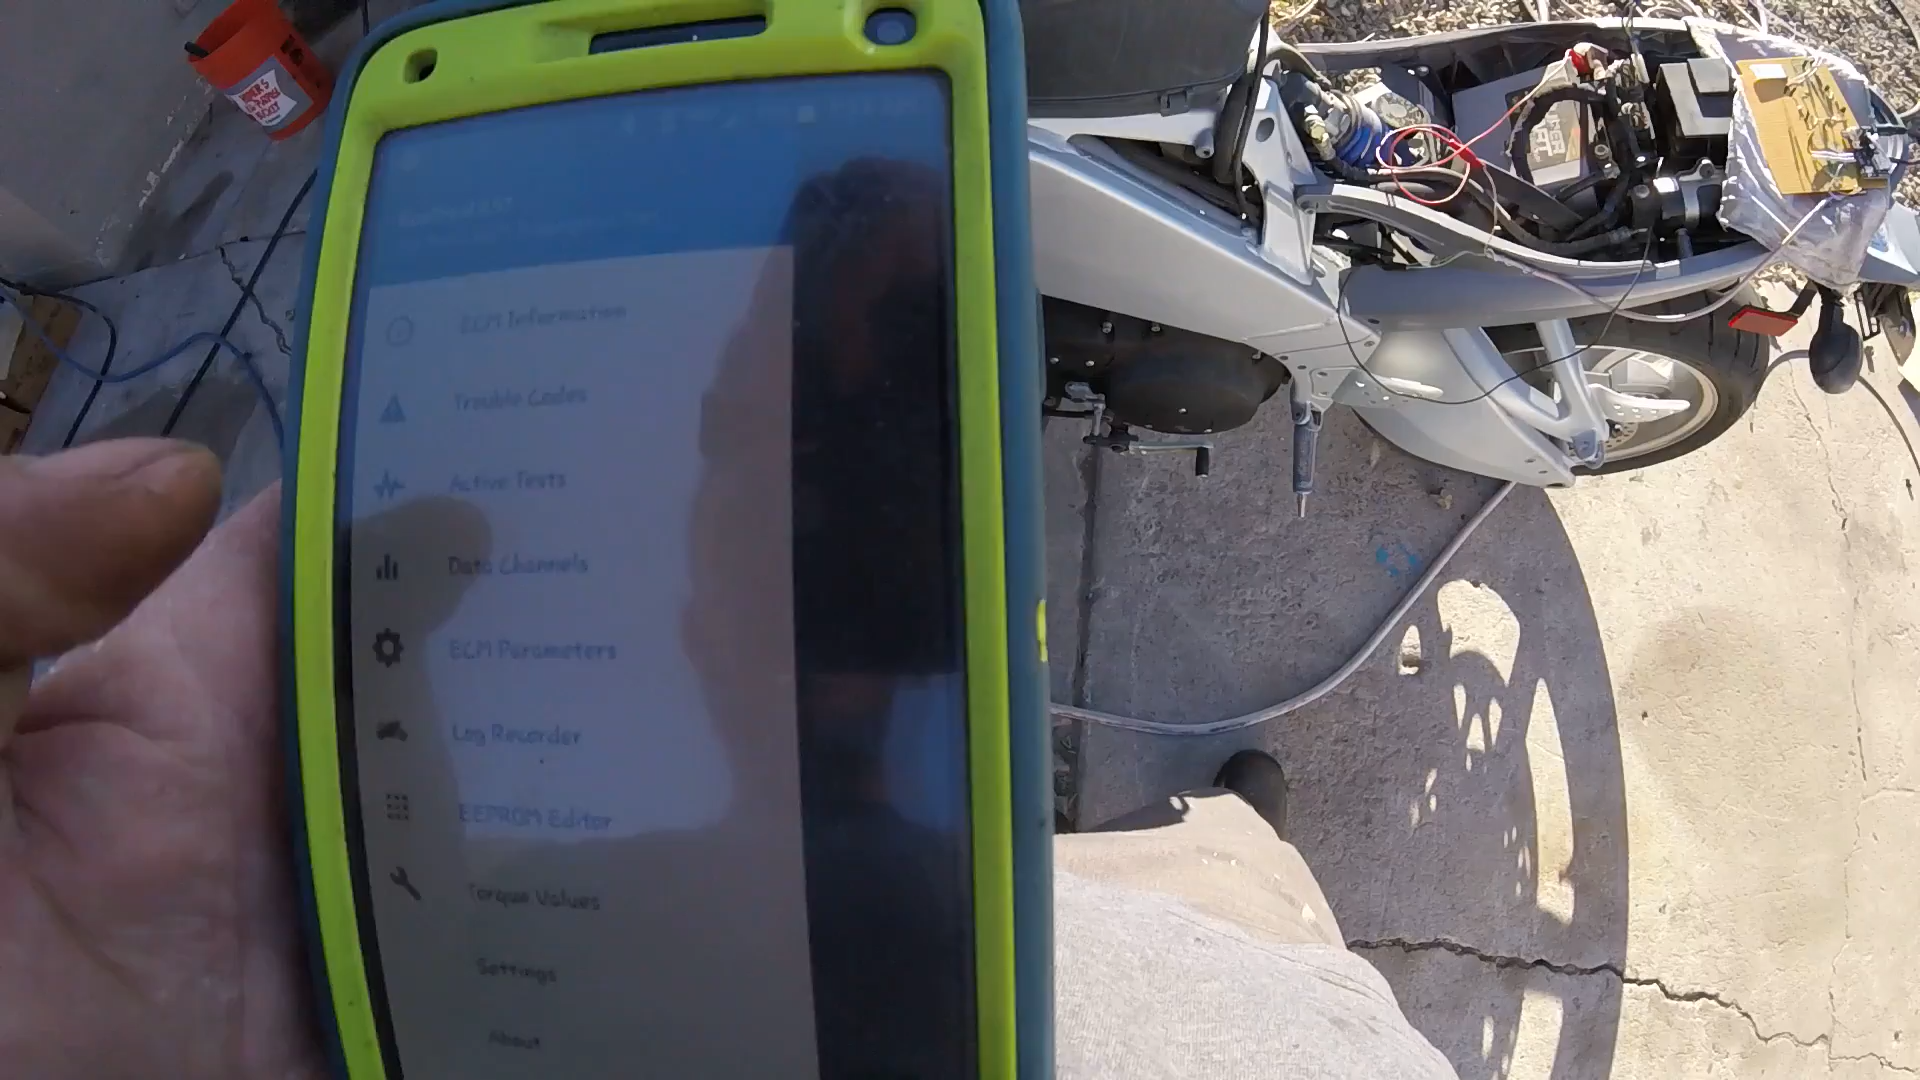 ECM Information
Trouble Codes
Active Tests
Data Channels
ECM Parameters
Log Recorder
EEPROM Editor
Torque Values
Settings
About